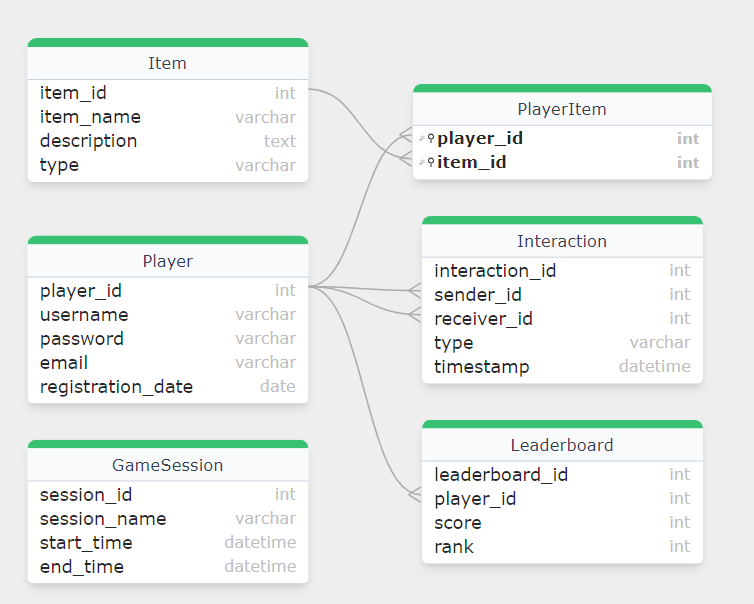 Item
item_id int
item_name varchar
description text
type varchar
Player
player_id int
username varchar
password varchar
email varchar
registration_date date
GameSession
session_id int
session_name varchar
start_time datetime
end_time datetime
PlayerItem
player_id int
item_id int
Interaction
interaction_id int
sender_id int
receiver_id int
type varchar
timestamp datetime
Leaderboard
leaderboard_id int
player_id int
score int
rank int